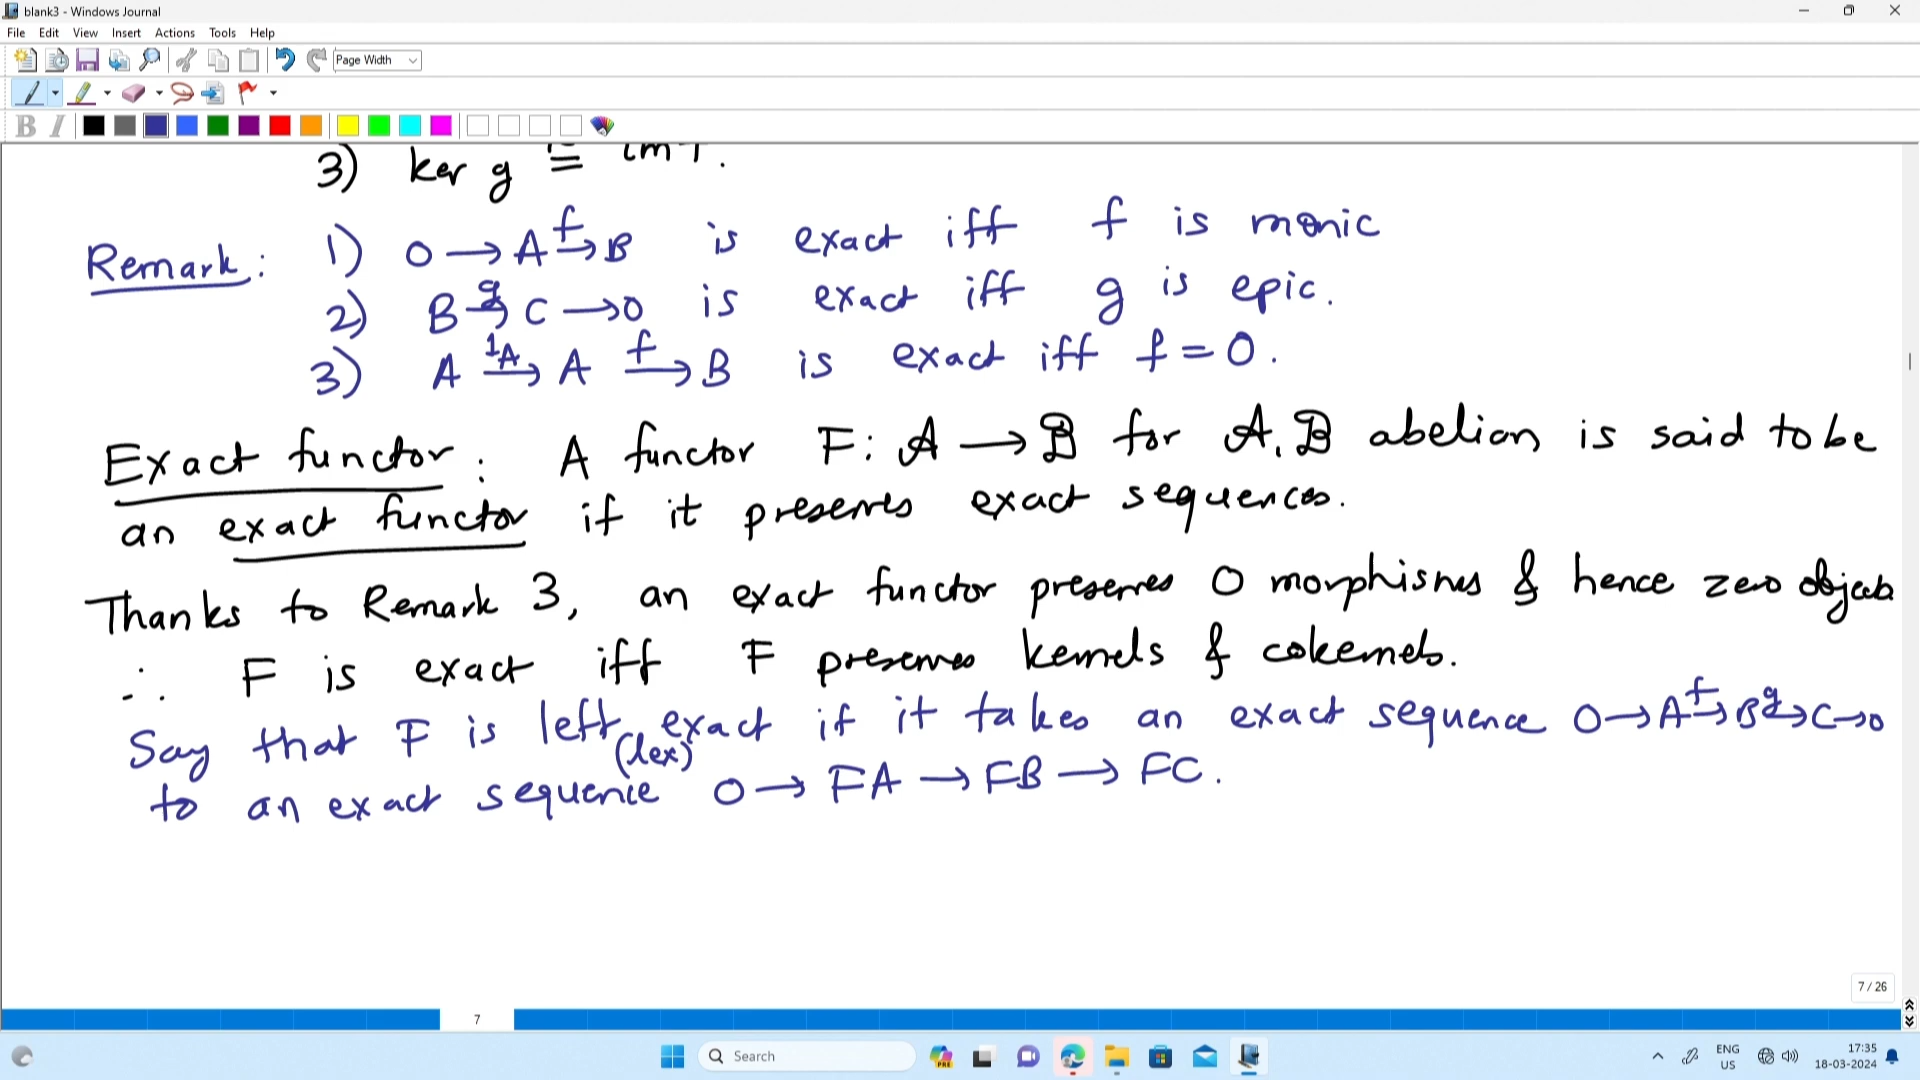 blank3 - Windows Journal
File Edit View Insert Actions Tools Help
Page Width
B I
3) ker g ≅ im f.
Remark: 1) 0 → A →f B is exact iff f is monic
2) B →g C → 0 is exact iff g is epic.
3) A →1A A →f B is exact iff f = 0.
Exact functor: A functor F: 𝒜 → ℬ for 𝒜, ℬ abelian is said to be
an exact functor if it preserves exact sequences.
Thanks to Remark 3, an exact functor preserves 0 morphisms & hence zero objects
∴ F is exact iff F preserves kernels & cokernels.
Say that F is left exact if it takes an exact sequence 0 → A →f B →g C → 0
(lex)
to an exact sequence 0 → FA → FB → FC.
7 / 26
7
Search
PRE
ENG
US
17:35
18-03-2024